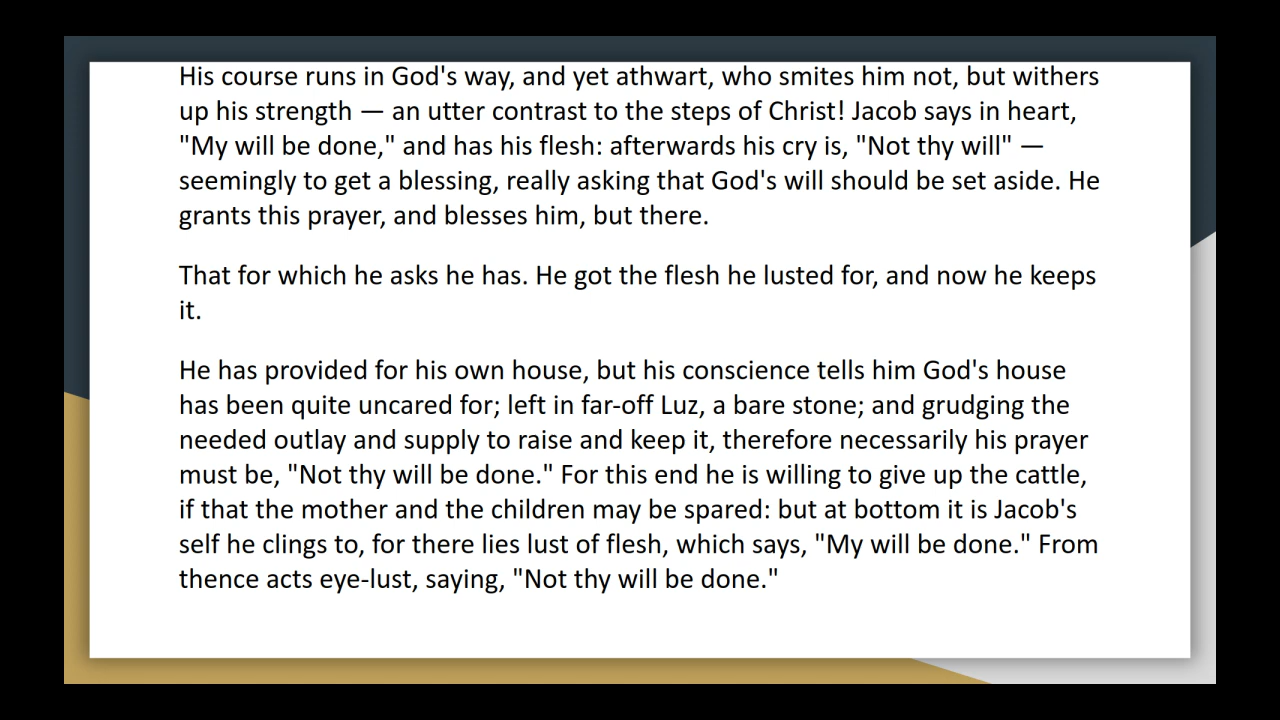 His course runs in God's way, and yet athwart, who smites him not, but withers
up his strength — an utter contrast to the steps of Christ! Jacob says in heart,
"My will be done," and has his flesh: afterwards his cry is, "Not thy will" —
seemingly to get a blessing, really asking that God's will should be set aside. He
grants this prayer, and blesses him, but there.
That for which he asks he has. He got the flesh he lusted for, and now he keeps
it.
He has provided for his own house, but his conscience tells him God's house
has been quite uncared for; left in far-off Luz, a bare stone; and grudging the
needed outlay and supply to raise and keep it, therefore necessarily his prayer
must be, "Not thy will be done." For this end he is willing to give up the cattle,
if that the mother and the children may be spared: but at bottom it is Jacob's
self he clings to, for there lies lust of flesh, which says, "My will be done." From
thence acts eye-lust, saying, "Not thy will be done."